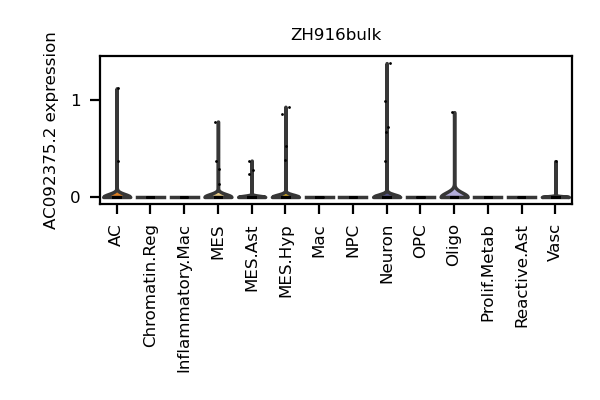 ZH916bulk
AC092375.2 expression
1
0
AC
Chromatin.Reg
Inflammatory.Mac
MES
MES.Ast
MES.Hyp
Mac
NPC
Neuron
OPC
Oligo
Prolif.Metab
Reactive.Ast
Vasc